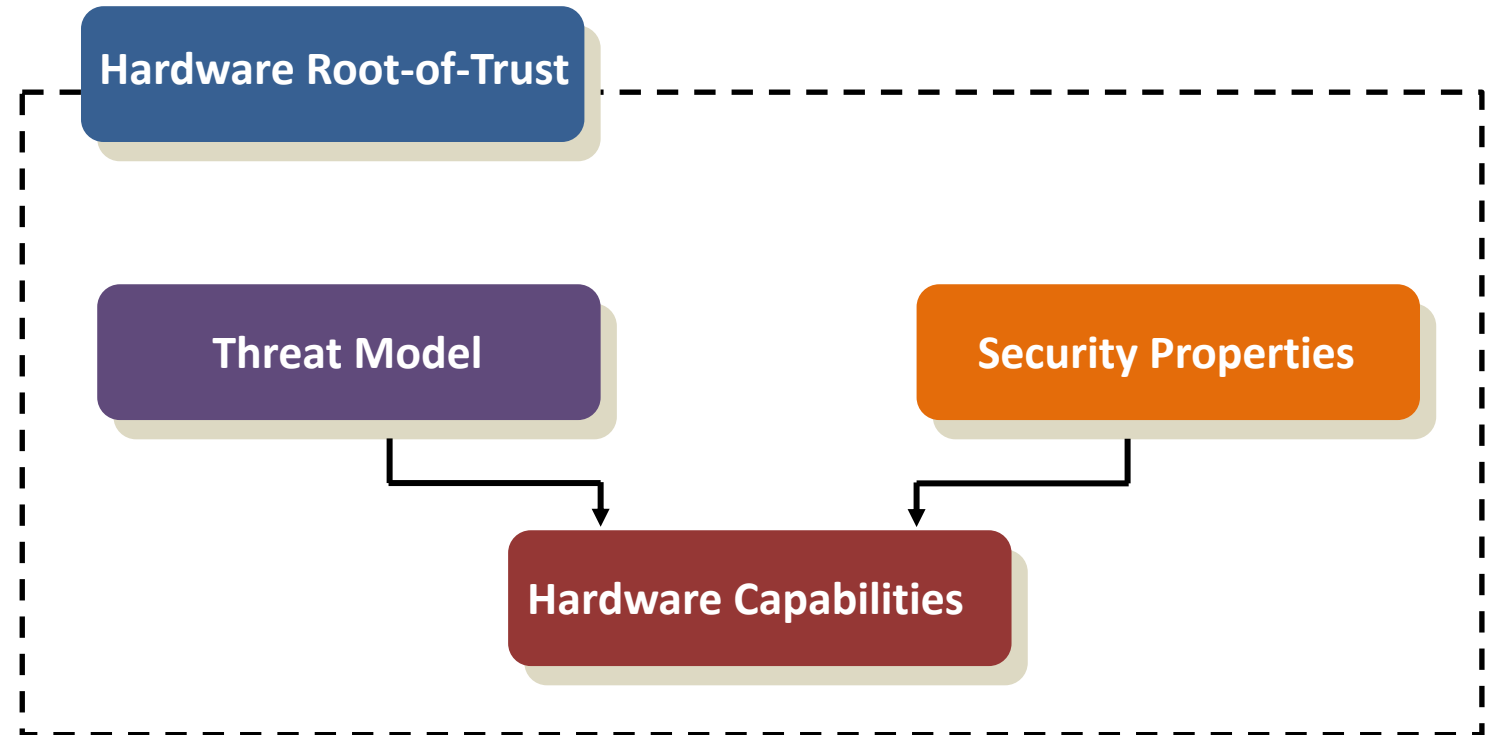 Hardware Root-of-Trust
Threat Model
Security Properties
Hardware Capabilities